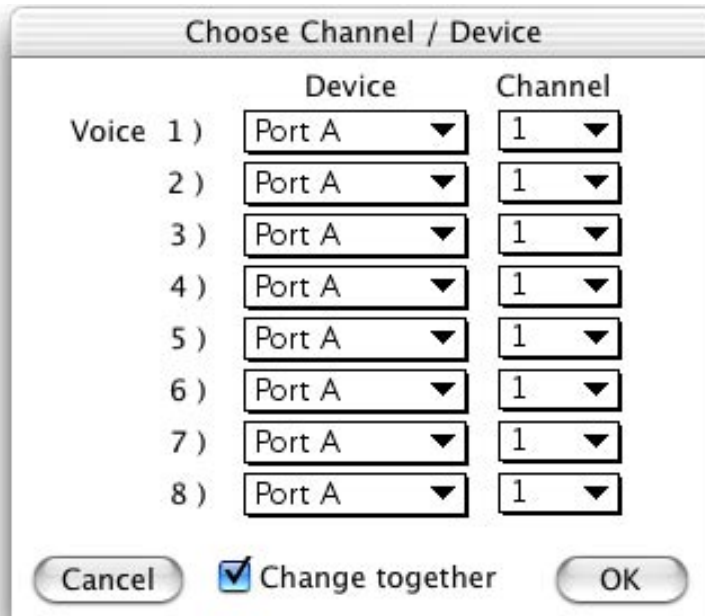 Choose Channel / Device
Device Channel
Voice 1 ) Port A 1
2 ) Port A 1
3 ) Port A 1
4 ) Port A 1
5 ) Port A 1
6 ) Port A 1
7 ) Port A 1
8 ) Port A 1
Cancel Change together OK